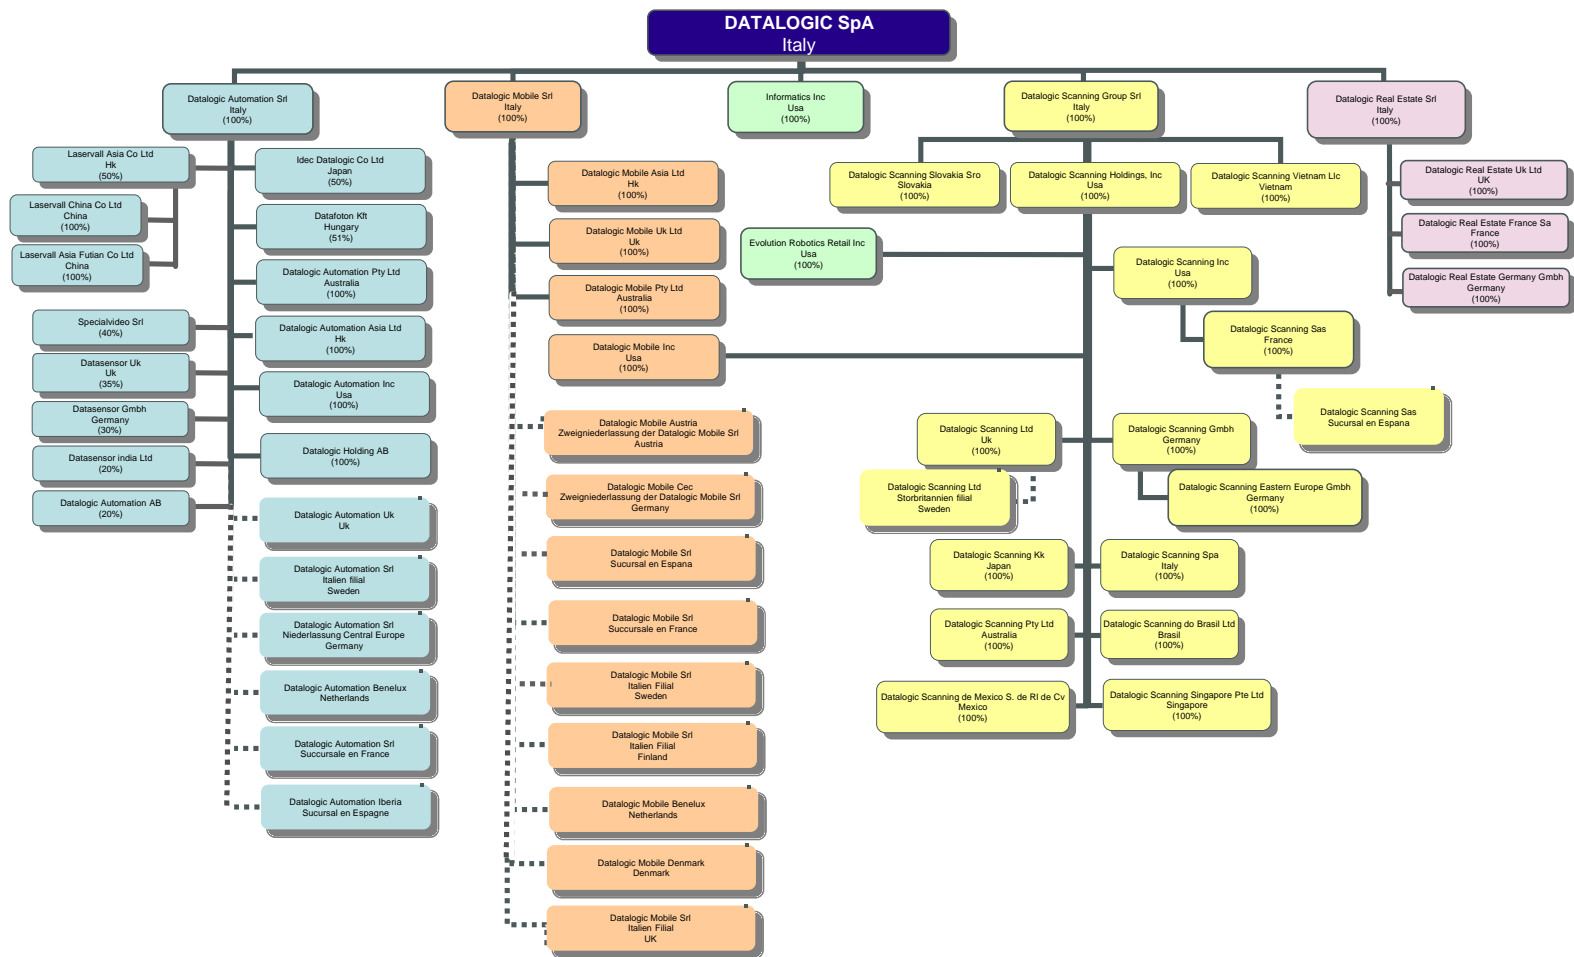 DATALOGIC SpA
Italy
Datalogic Automation Srl
Italy
(100%)
Datalogic Mobile Srl
Italy
(100%)
Informatics Inc
Usa
(100%)
Datalogic Scanning Group Srl
Italy
(100%)
Datalogic Real Estate Srl
Italy
(100%)
Laservall Asia Co Ltd
Hk
(50%)
Laservall China Co Ltd
China
(100%)
Laservall Asia Futian Co Ltd
China
(100%)
Specialvideo Srl
(40%)
Datasensor Uk
Uk
(35%)
Datasensor Gmbh
Germany
(30%)
Datasensor india Ltd
(20%)
Datalogic Automation AB
(20%)
Idec Datalogic Co Ltd
Japan
(50%)
Datafoton Kft
Hungary
(51%)
Datalogic Automation Pty Ltd
Australia
(100%)
Datalogic Automation Asia Ltd
Hk
(100%)
Datalogic Automation Inc
Usa
(100%)
Datalogic Holding AB
(100%)
Datalogic Automation Uk
Uk
Datalogic Automation Srl
Italien filial
Sweden
Datalogic Automation Srl
Niederlassung Central Europe
Germany
Datalogic Automation Benelux
Netherlands
Datalogic Automation Srl
Succursale en France
Datalogic Automation Iberia
Sucursal en Espagne
Datalogic Mobile Asia Ltd
Hk
(100%)
Datalogic Mobile Uk Ltd
Uk
(100%)
Datalogic Mobile Pty Ltd
Australia
(100%)
Datalogic Mobile Inc
Usa
(100%)
Datalogic Mobile Austria
Zweigniederlassung der Datalogic Mobile Srl
Austria
Datalogic Mobile Cec
Zweigniederlassung der Datalogic Mobile Srl
Germany
Datalogic Mobile Srl
Sucursal en Espana
Datalogic Mobile Srl
Succursale en France
Datalogic Mobile Srl
Italien Filial
Sweden
Datalogic Mobile Srl
Italien Filial
Finland
Datalogic Mobile Benelux
Netherlands
Datalogic Mobile Denmark
Denmark
Datalogic Mobile Srl
Italien Filial
UK
Datalogic Scanning Slovakia Sro
Slovakia
(100%)
Datalogic Scanning Holdings, Inc
Usa
(100%)
Datalogic Scanning Vietnam Llc
Vietnam
(100%)
Evolution Robotics Retail Inc
Usa
(100%)
Datalogic Scanning Inc
Usa
(100%)
Datalogic Scanning Sas
France
(100%)
Datalogic Scanning Sas
Sucursal en Espana
Datalogic Scanning Ltd
Uk
(100%)
Datalogic Scanning Gmbh
Germany
(100%)
Datalogic Scanning Ltd
Storbritannien filial
Sweden
Datalogic Scanning Eastern Europe Gmbh
Germany
(100%)
Datalogic Scanning Kk
Japan
(100%)
Datalogic Scanning Spa
Italy
(100%)
Datalogic Scanning Pty Ltd
Australia
(100%)
Datalogic Scanning do Brasil Ltd
Brasil
(100%)
Datalogic Scanning de Mexico S. de Rl de Cv
Mexico
(100%)
Datalogic Scanning Singapore Pte Ltd
Singapore
(100%)
Datalogic Real Estate Uk Ltd
UK
(100%)
Datalogic Real Estate France Sa
France
(100%)
Datalogic Real Estate Germany Gmbh
Germany
(100%)